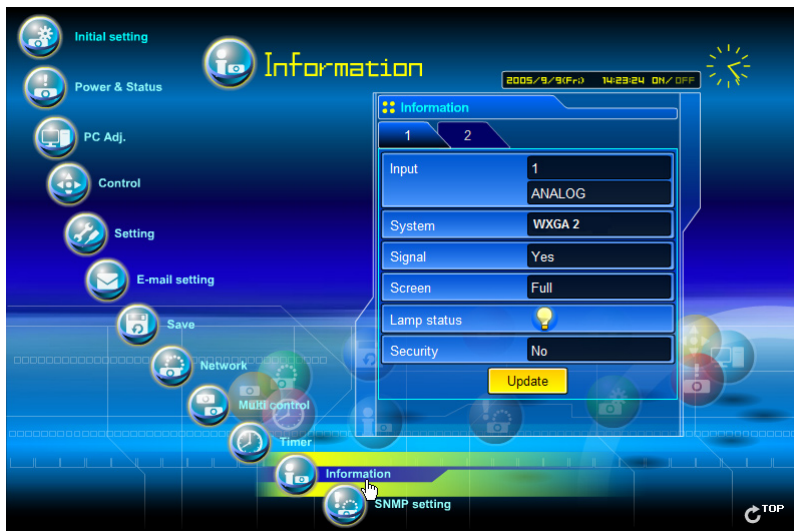 Initial setting
Power & Status
PC Adj.
Control
Setting
E-mail setting
Save
Network
Multi control
Timer
Information
SNMP setting
Information
2005/9/9(Fri) 14:23:24 ON/OFF
Information
1 2
Input 1
ANALOG
System WXGA 2
Signal Yes
Screen Full
Lamp status
Security No
Update
TOP